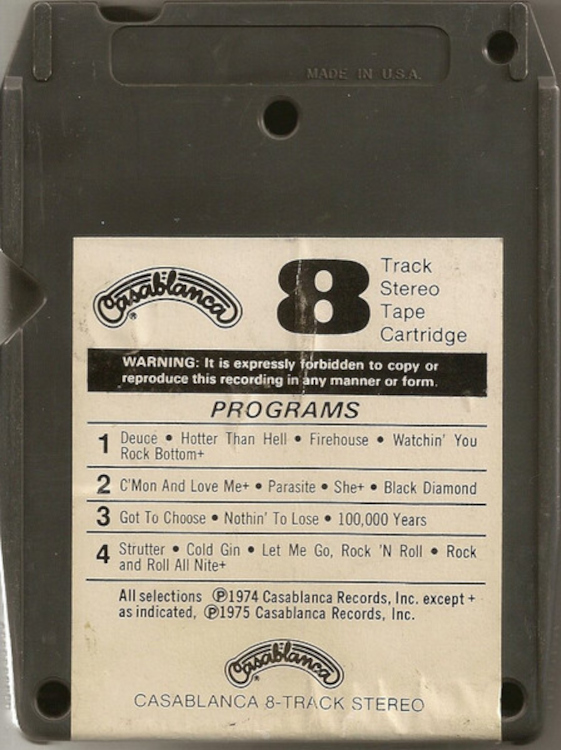 MADE IN U.S.A.
Casablanca ®
8 Track
Stereo
Tape
Cartridge
WARNING: It is expressly forbidden to copy or
reproduce this recording in any manner or form.
PROGRAMS
1 Deuce • Hotter Than Hell • Firehouse • Watchin' You
Rock Bottom+
2 C'Mon And Love Me+ • Parasite • She+ • Black Diamond
3 Got To Choose • Nothin' To Lose • 100,000 Years
4 Strutter • Cold Gin • Let Me Go, Rock 'N Roll • Rock
and Roll All Nite+
All selections ℗1974 Casablanca Records, Inc. except +
as indicated, ℗1975 Casablanca Records, Inc.
Casablanca ®
CASABLANCA 8-TRACK STEREO